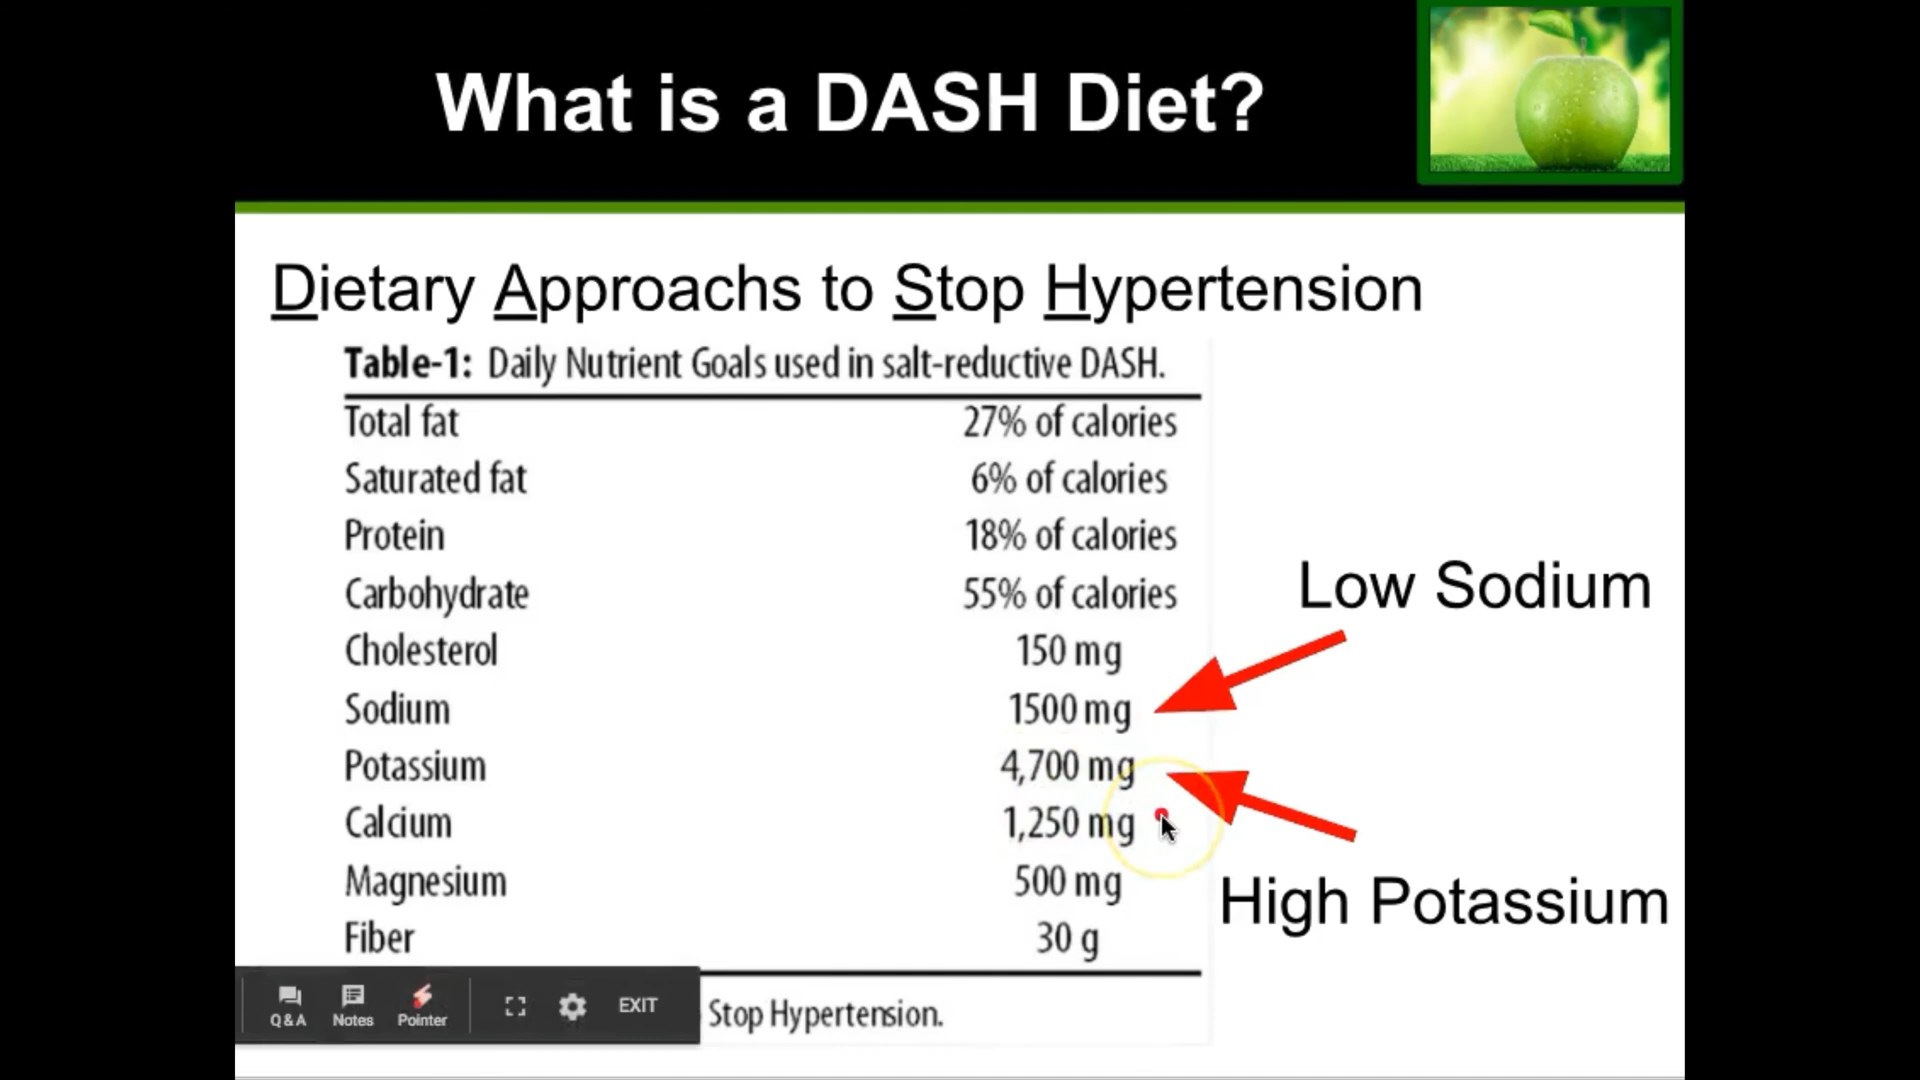 What is a DASH Diet?
Dietary Approachs to Stop Hypertension
Table-1: Daily Nutrient Goals used in salt-reductive DASH.
Total fat 27% of calories
Saturated fat 6% of calories
Protein 18% of calories
Carbohydrate 55% of calories
Low Sodium
Cholesterol 150 mg
Sodium 1500 mg
Potassium 4,700 mg
Calcium 1,250 mg
Magnesium 500 mg
High Potassium
Fiber 30 g
Q&A Notes Pointer EXIT
Stop Hypertension.